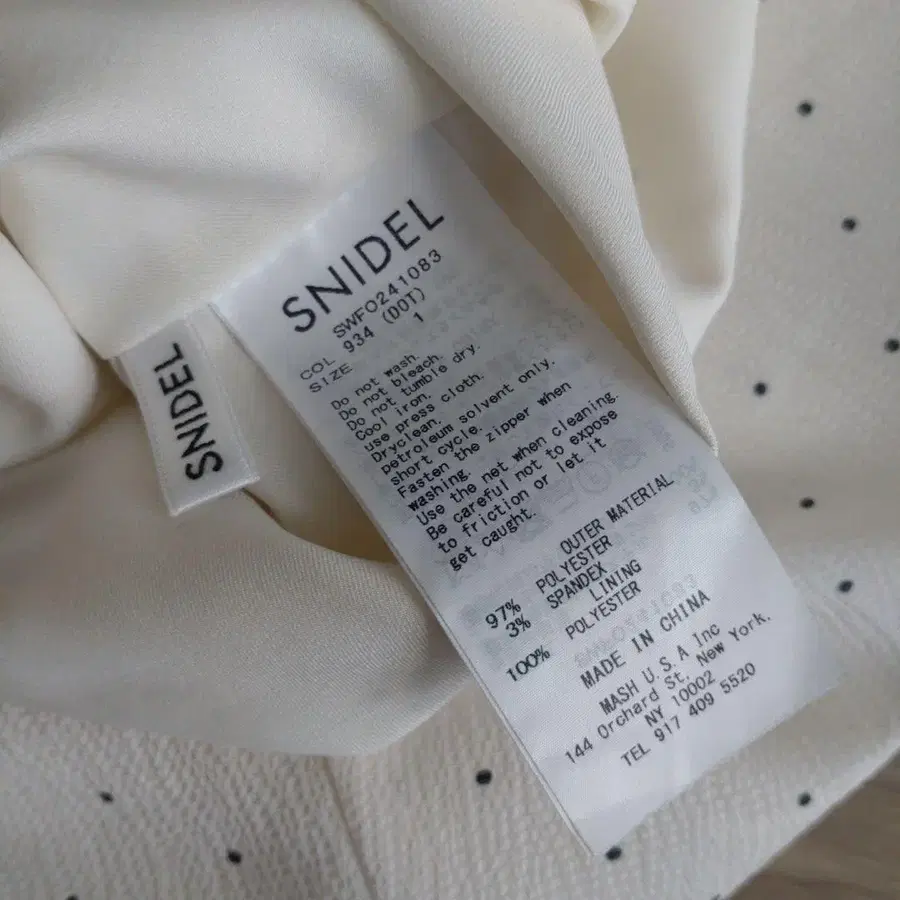 SNIDEL
SNIDEL
SWFO241083
COL 934 (DOT)
SIZE 1
Do not wash.
Do not bleach.
Do not tumble dry.
Cool iron.
use press cloth.
Dryclean.
petroleum solvent only.
short cycle.
Fasten the zipper when
washing.
Use the net when cleaning.
Be careful not to expose
to friction or let it
get caught.
OUTER MATERIAL
97% POLYESTER
3% SPANDEX
LINING
100% POLYESTER
MADE IN CHINA
MASH U.S.A Inc
144 Orchard St. New York.
NY 10002
TEL 917 409 5520